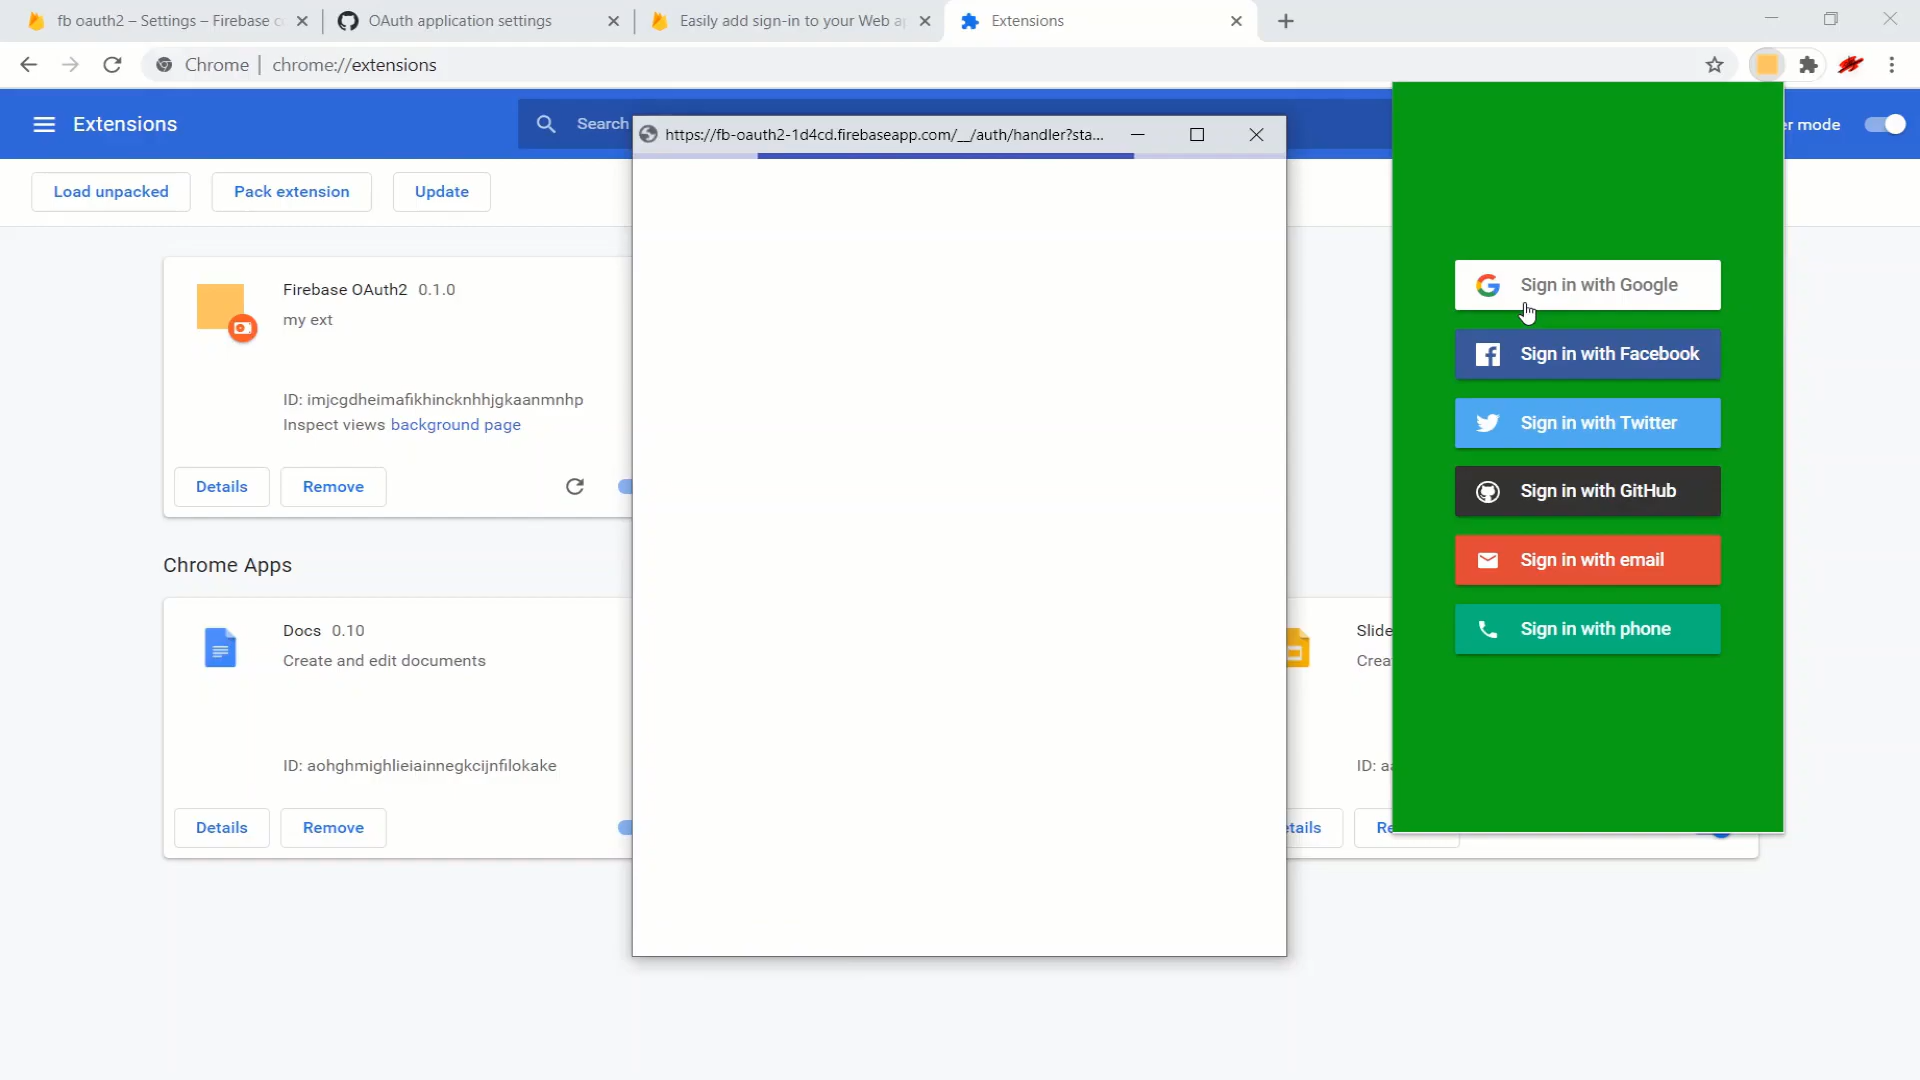 fb oauth2 – Settings – Firebase c
OAuth application settings
Easily add sign-in to your Web a
Extensions
Chrome | chrome://extensions
Extensions
Search
er mode
https://fb-oauth2-1d4cd.firebaseapp.com/__/auth/handler?sta...
Load unpacked
Pack extension
Update
Firebase OAuth2 0.1.0
my ext
ID: imjcgdheimafikhincknhhjgkaanmnhp
Inspect views background page
Details
Remove
Chrome Apps
Docs 0.10
Create and edit documents
ID: aohghmighlieiainnegkcijnfilokake
Details
Remove
Slide
Crea
ID: a
etails
Re
Sign in with Google
Sign in with Facebook
Sign in with Twitter
Sign in with GitHub
Sign in with email
Sign in with phone